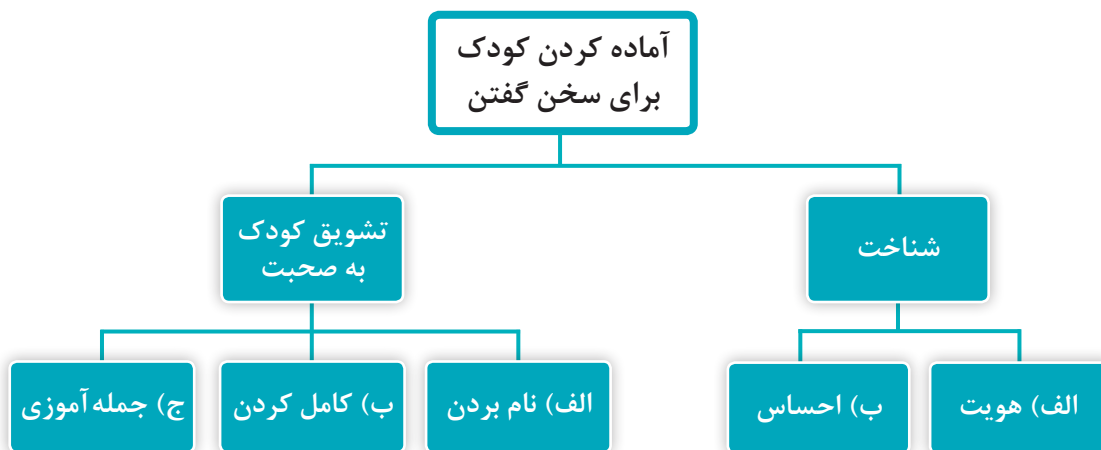 آماده کردن کودک
برای سخن گفتن
شناخت
تشویق کودک
به صحبت
الف) هویت
ب) احساس
الف) نام بردن
ب) کامل کردن
ج) جمله‌آموزی